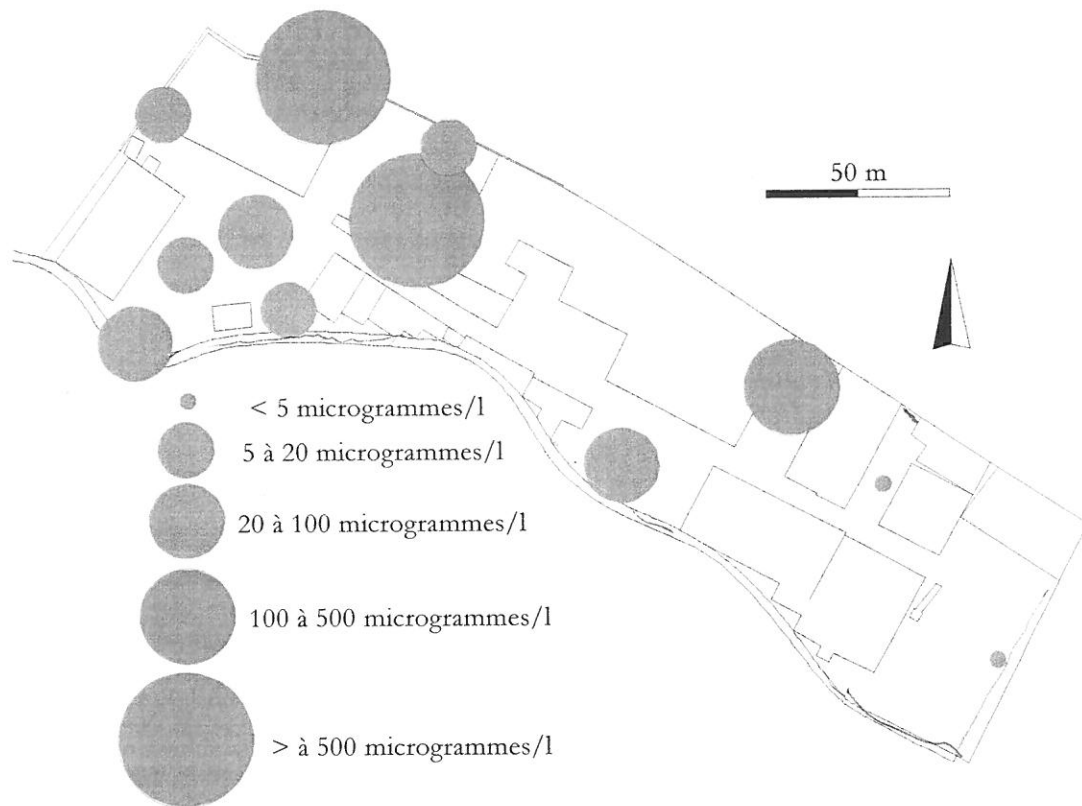 50 m
< 5 microgrammes/l
5 à 20 microgrammes/l
20 à 100 microgrammes/l
100 à 500 microgrammes/l
> à 500 microgrammes/l